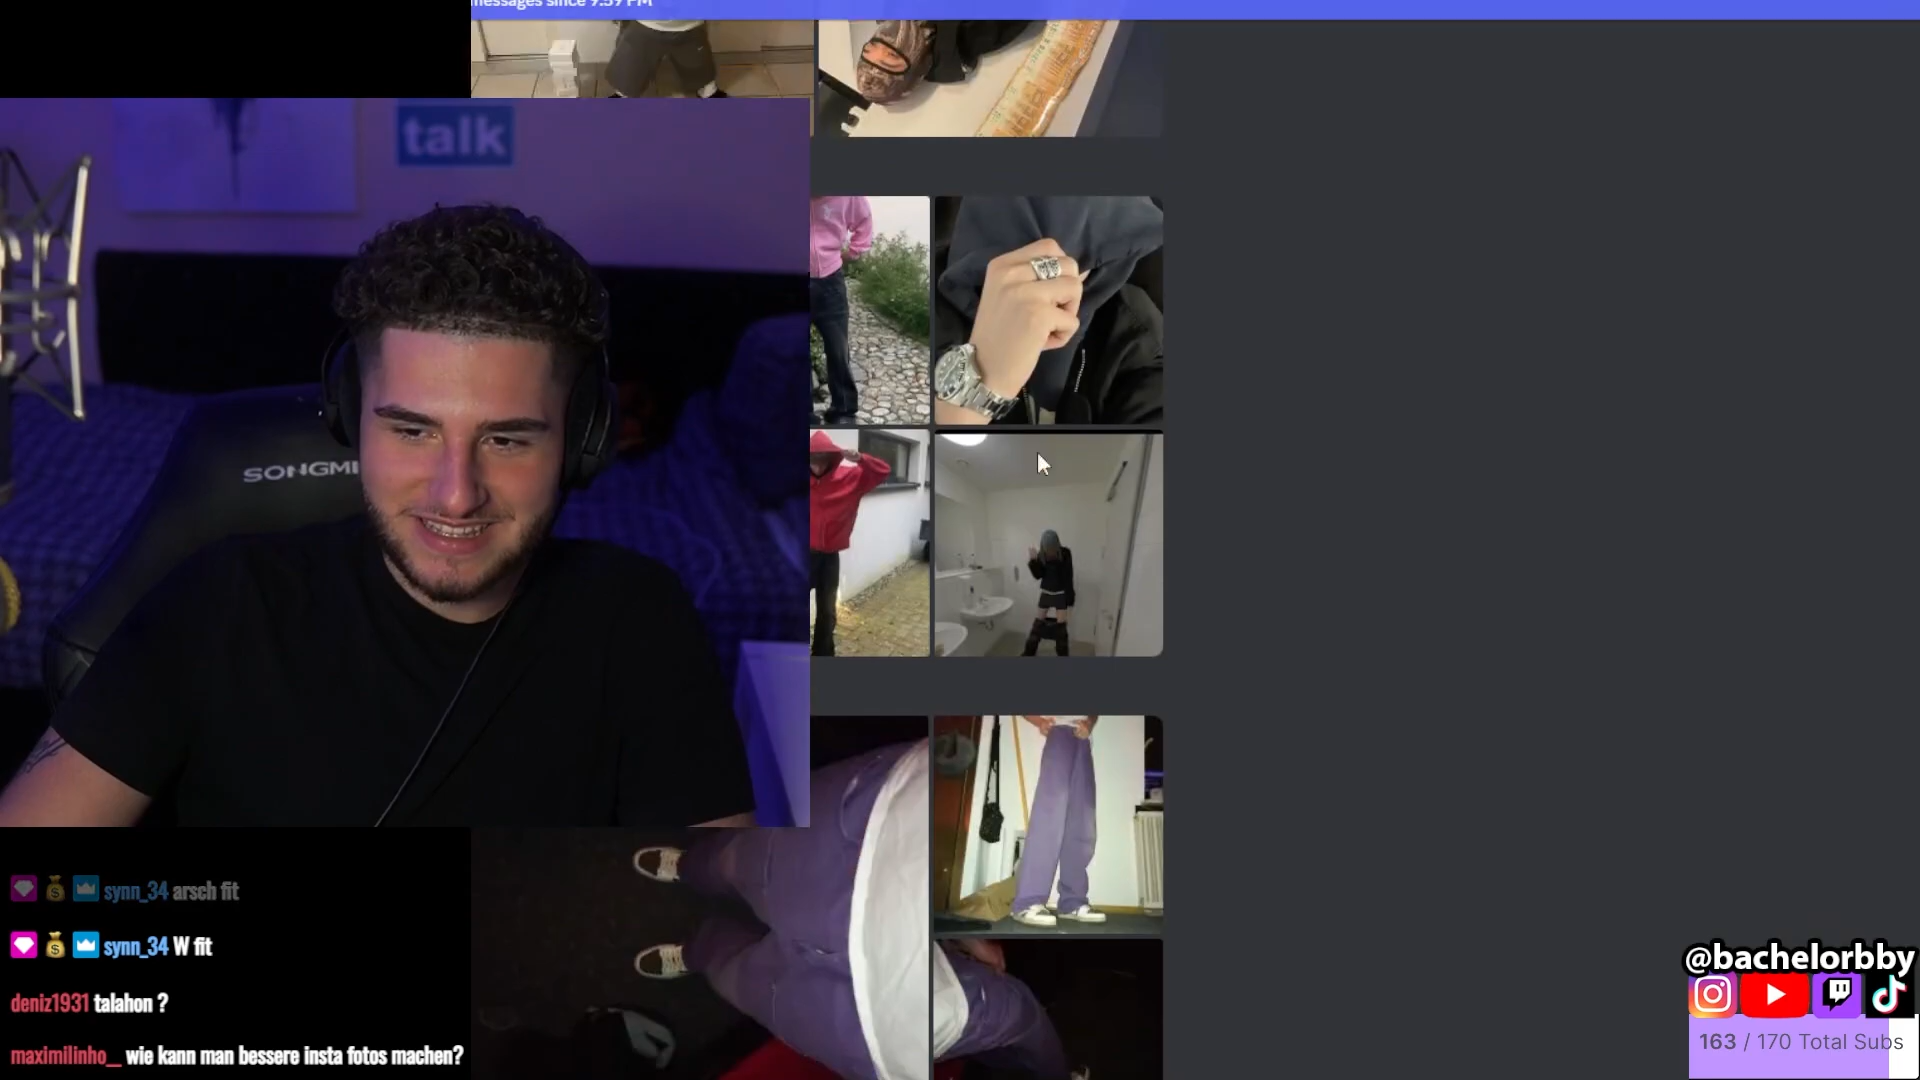 messages since 9:59 PM
talk
SONGMI
synn_34 arsch fit
synn_34 W fit
deniz1931 talahon ?
maximilinho__ wie kann man bessere insta fotos machen?
@bachelorbby
163 / 170 Total Subs